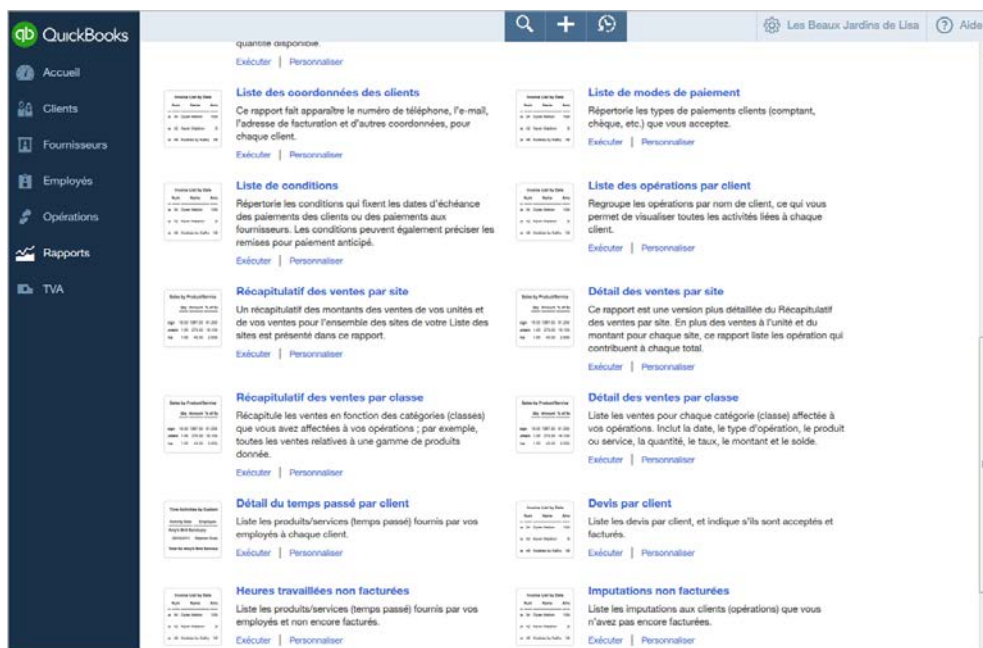 QuickBooks
Les Beaux Jardins de Lisa
Aide
Accueil
Clients
Fournisseurs
Employés
Opérations
Rapports
TVA
quantité disponible.
Exécuter | Personnaliser
Liste des coordonnées des clients
Ce rapport fait apparaître le numéro de téléphone, l'e-mail,
l'adresse de facturation et d'autres coordonnées, pour
chaque client.
Exécuter | Personnaliser
Liste de modes de paiement
Répertorie les types de paiements clients (comptant,
chèque, etc.) que vous acceptez.
Exécuter | Personnaliser
Liste de conditions
Répertorie les conditions qui fixent les dates d'échéance
des paiements des clients ou des paiements aux
fournisseurs. Les conditions peuvent également préciser les
remises pour paiement anticipé.
Exécuter | Personnaliser
Liste des opérations par client
Regroupe les opérations par nom de client, ce qui vous
permet de visualiser toutes les activités liées à chaque
client.
Exécuter | Personnaliser
Récapitulatif des ventes par site
Un récapitulatif des montants des ventes de vos unités et
de vos ventes pour l'ensemble des sites de votre Liste des
sites est présenté dans ce rapport.
Exécuter | Personnaliser
Détail des ventes par site
Ce rapport est une version plus détaillée du Récapitulatif
des ventes par site. En plus des ventes à l'unité et du
montant pour chaque site, ce rapport liste les opération qui
contribuent à chaque total.
Exécuter | Personnaliser
Récapitulatif des ventes par classe
Récapitule les ventes en fonction des catégories (classes)
que vous avez affectées à vos opérations ; par exemple,
toutes les ventes relatives à une gamme de produits
donnée.
Exécuter | Personnaliser
Détail des ventes par classe
Liste les ventes pour chaque catégorie (classe) affectée à
vos opérations. Inclut la date, le type d'opération, le produit
ou service, la quantité, le taux, le montant et le solde.
Exécuter | Personnaliser
Détail du temps passé par client
Liste les produits/services (temps passé) fournis par vos
employés à chaque client.
Exécuter | Personnaliser
Devis par client
Liste les devis par client, et indique s'ils sont acceptés et
facturés.
Exécuter | Personnaliser
Heures travaillées non facturées
Liste les produits/services (temps passé) fournis par vos
employés et non encore facturés.
Exécuter | Personnaliser
Imputations non facturées
Liste les imputations aux clients (opérations) que vous
n'avez pas encore facturées.
Exécuter | Personnaliser